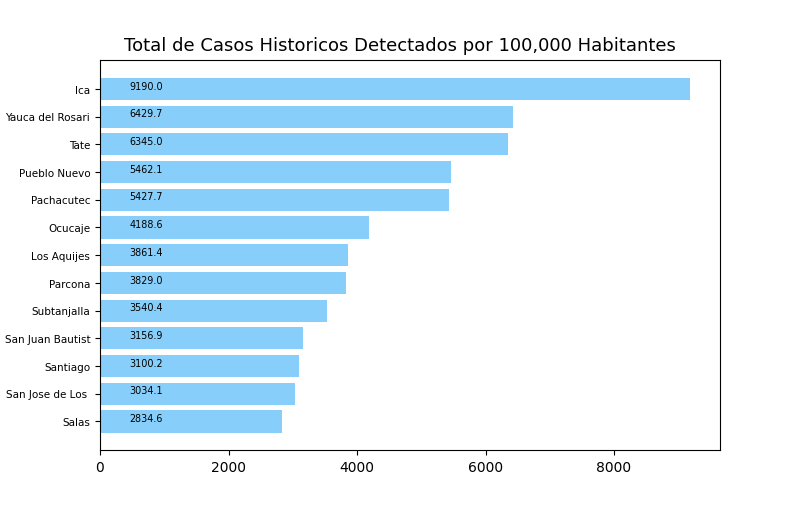 Total de Casos Historicos Detectados por 100,000 Habitantes
Ica 9190.0
Yauca del Rosari 6429.7
Tate 6345.0
Pueblo Nuevo 5462.1
Pachacutec 5427.7
Ocucaje 4188.6
Los Aquijes 3861.4
Parcona 3829.0
Subtanjalla 3540.4
San Juan Bautist 3156.9
Santiago 3100.2
San Jose de Los 3034.1
Salas 2834.6
0 2000 4000 6000 8000